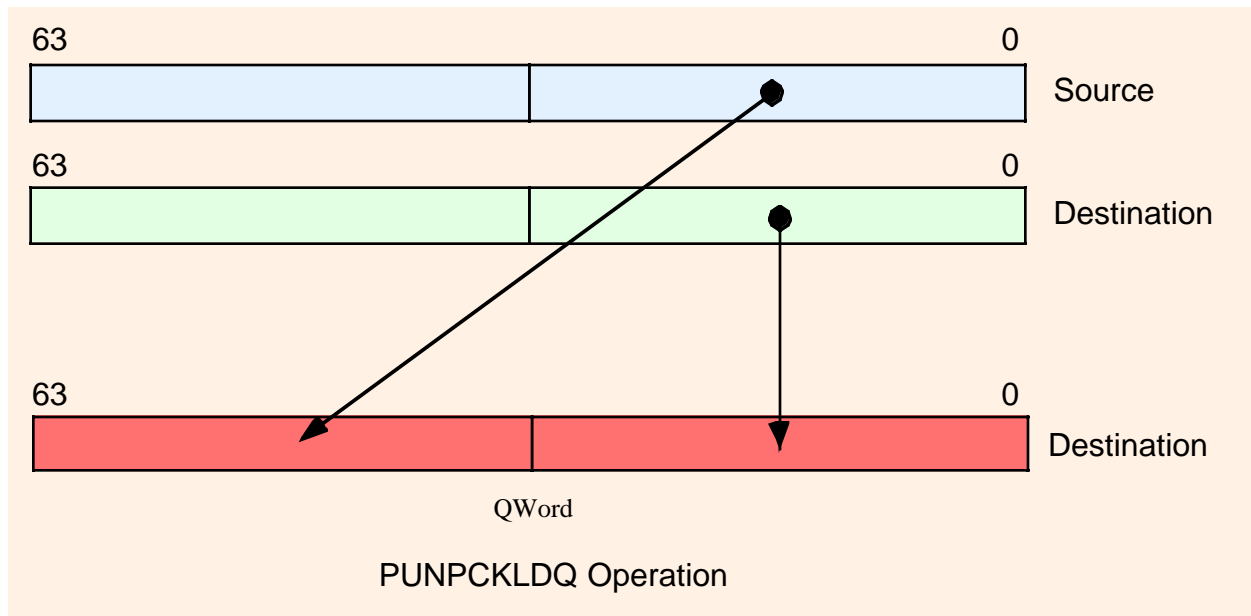 63 0
Source
63 0
Destination
63 0
Destination
QWord
PUNPCKLDQ Operation